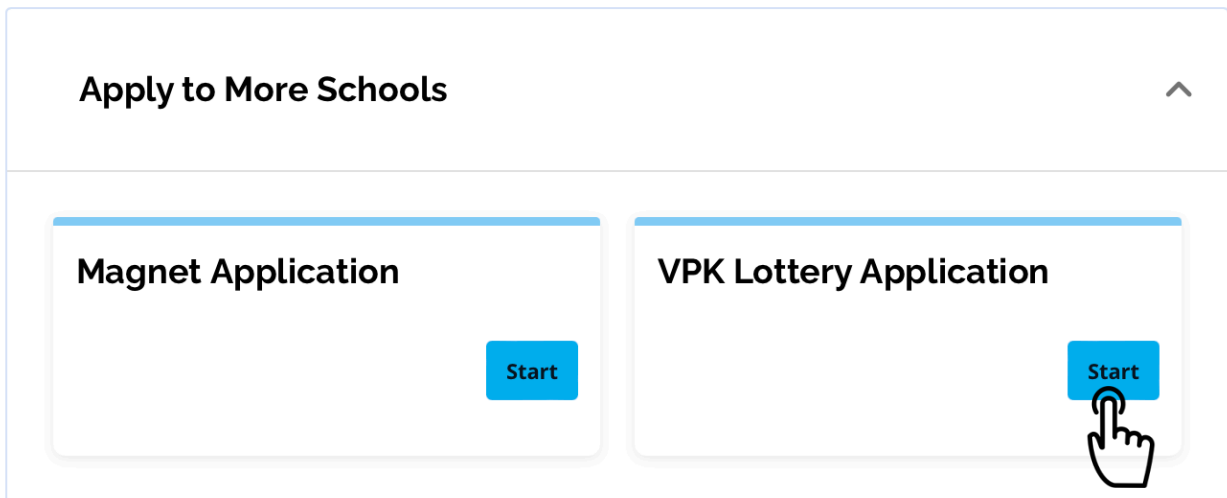 Apply to More Schools
Magnet Application
VPK Lottery Application
Start
Start